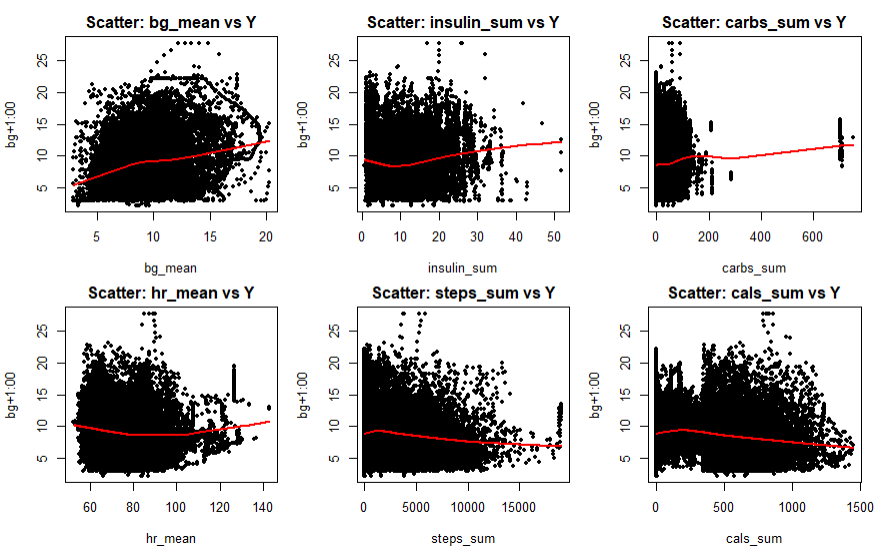 Scatter: bg_mean vs Y
bg+1:00
5 10 15 20 25
5 10 15 20
bg_mean
Scatter: insulin_sum vs Y
bg+1:00
5 10 15 20 25
0 10 20 30 40 50
insulin_sum
Scatter: carbs_sum vs Y
bg+1:00
5 10 15 20 25
0 200 400 600
carbs_sum
Scatter: hr_mean vs Y
bg+1:00
5 10 15 20 25
60 80 100 120 140
hr_mean
Scatter: steps_sum vs Y
bg+1:00
5 10 15 20 25
0 5000 10000 15000
steps_sum
Scatter: cals_sum vs Y
bg+1:00
5 10 15 20 25
0 500 1000 1500
cals_sum